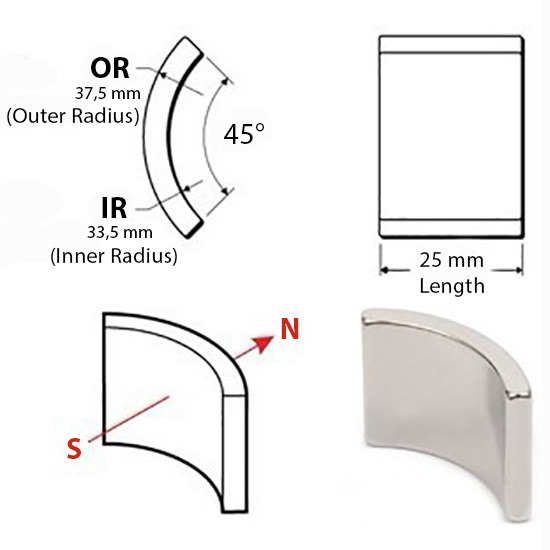 OR
37,5 mm
(Outer Radius)
45°
IR
33,5 mm
(Inner Radius)
25 mm
Length
N
S